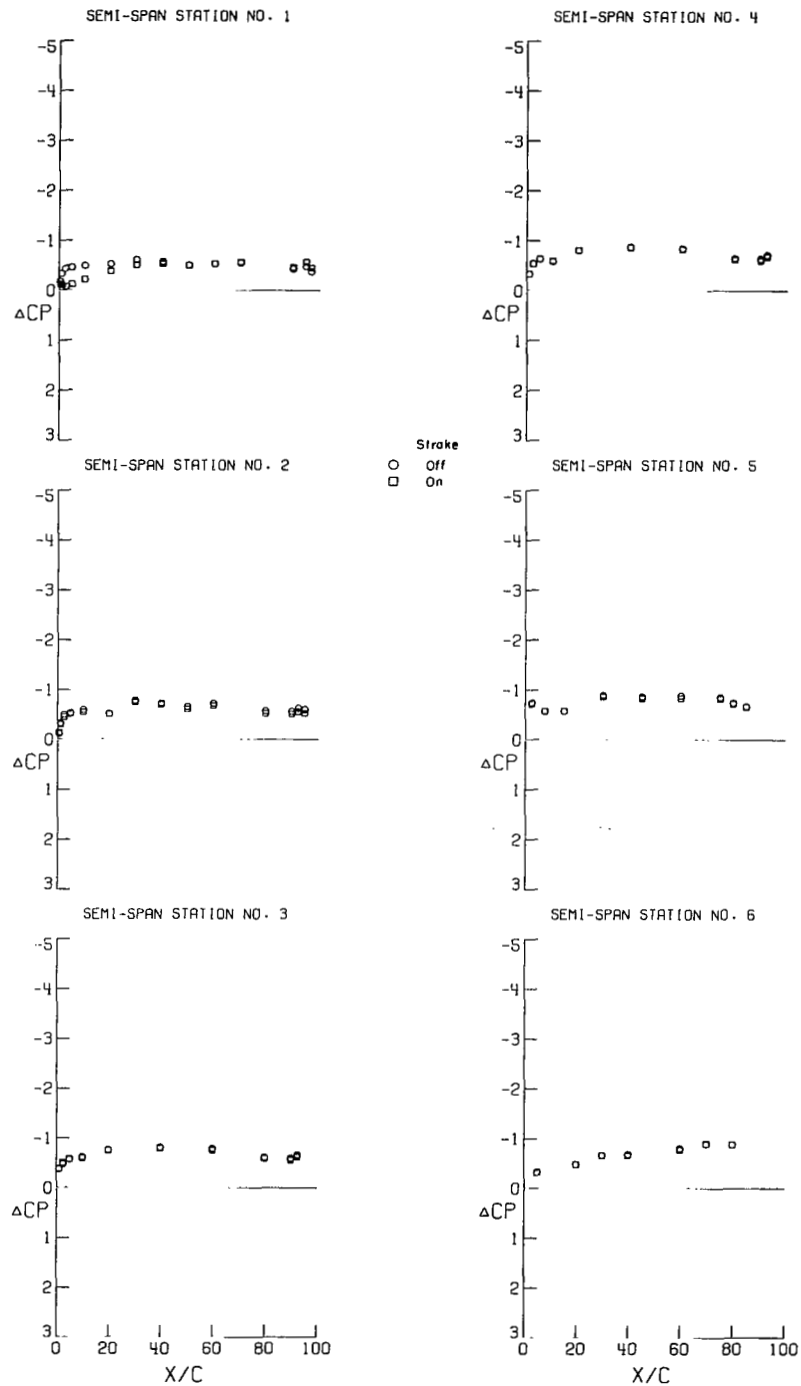 SEMI-SPAN STATION NO. 1
-5
-4
-3
-2
-1
0
ΔCP
1
2
3
SEMI-SPAN STATION NO. 4
-5
-4
-3
-2
-1
0
ΔCP
1
2
3
Strake
Off
On
SEMI-SPAN STATION NO. 2
-5
-4
-3
-2
-1
0
ΔCP
1
2
3
SEMI-SPAN STATION NO. 5
-5
-4
-3
-2
-1
0
ΔCP
1
2
3
SEMI-SPAN STATION NO. 3
-5
-4
-3
-2
-1
0
ΔCP
1
2
3
0 20 40 60 80 100
X/C
SEMI-SPAN STATION NO. 6
-5
-4
-3
-2
-1
0
ΔCP
1
2
3
0 20 40 60 80 100
X/C